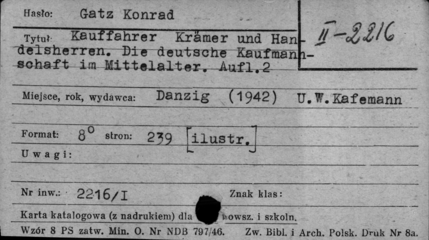 Hasło: Gatz Konrad
Tytuł Kauffahrer Krämer und Han- II-2216
delsherren. Die deutsche Kaufmann-
schaft im Mittelalter. Aufl.2
Miejsce, rok, wydawca: Danzig (1942) U.W.Kafemann
Format: 8° stron: 239 [ilustr.]
Uwagi:
Nr inw.: 2216/I Znak klas:
Karta katalogowa (z nadrukiem) dla nowsz. i szkoln.
Wzór 8 PS zatw. Min. O. Nr NDB 797/46. Zw. Bibl. i Arch. Polsk. Druk Nr 8a.